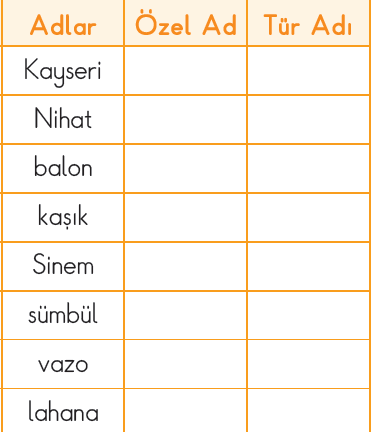 Adlar Özel Ad Tür Adı
Kayseri
Nihat
balon
kaşık
Sinem
sümbül
vazo
lahana